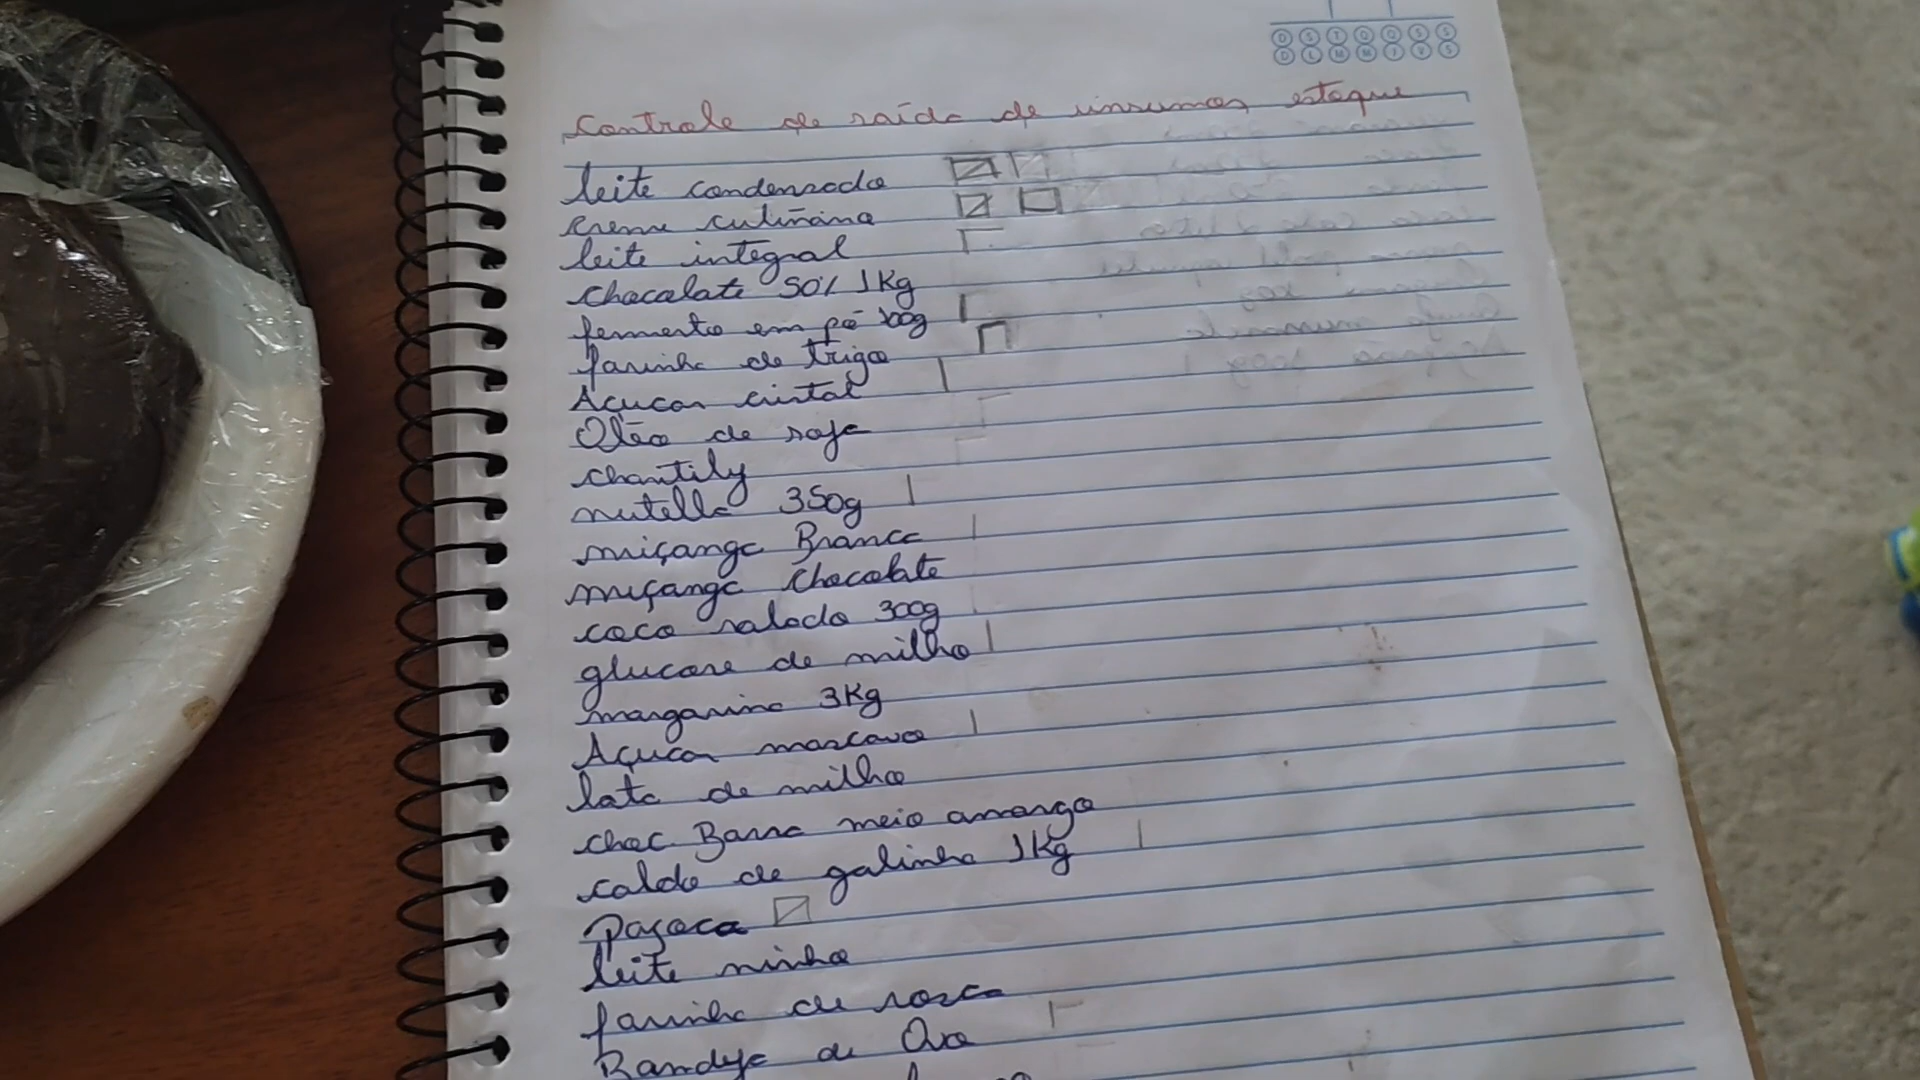 D S T Q Q S S
D L M M J V S
Controle de saída de insumos estoque
leite condensado
creme culinário
leite integral
chocolate 50% 1Kg
fermento em pó 100g
farinha de trigo
Açucar cristal
Olěo de soja
chantily
nutella 350g
miçanga Branca
miçanga chocolate
coco ralado 300g
glucose de milho
margarina 3Kg
Açucar mascavo
lata de milho
choc. Barra meio amargo
caldo de galinha 1Kg
paçoca
leite ninho
farinha de rosca
Bandeja de Ovo